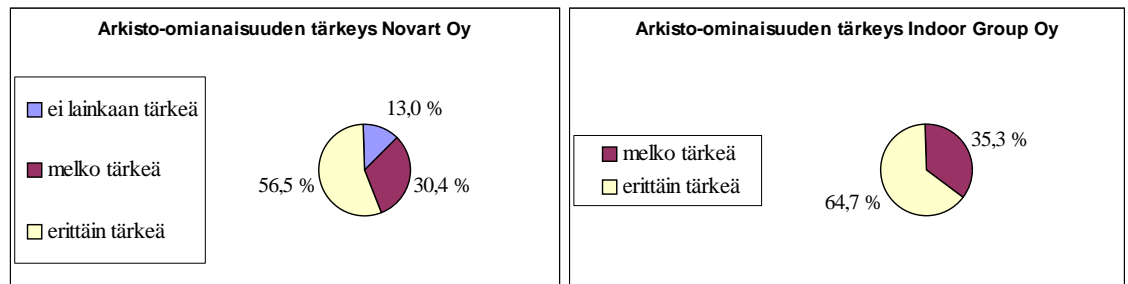 Arkisto-omianaisuuden tärkeys Novart Oy
ei lainkaan tärkeä
melko tärkeä
erittäin tärkeä
13,0 %
30,4 %
56,5 %
Arkisto-ominaisuuden tärkeys Indoor Group Oy
melko tärkeä
erittäin tärkeä
35,3 %
64,7 %